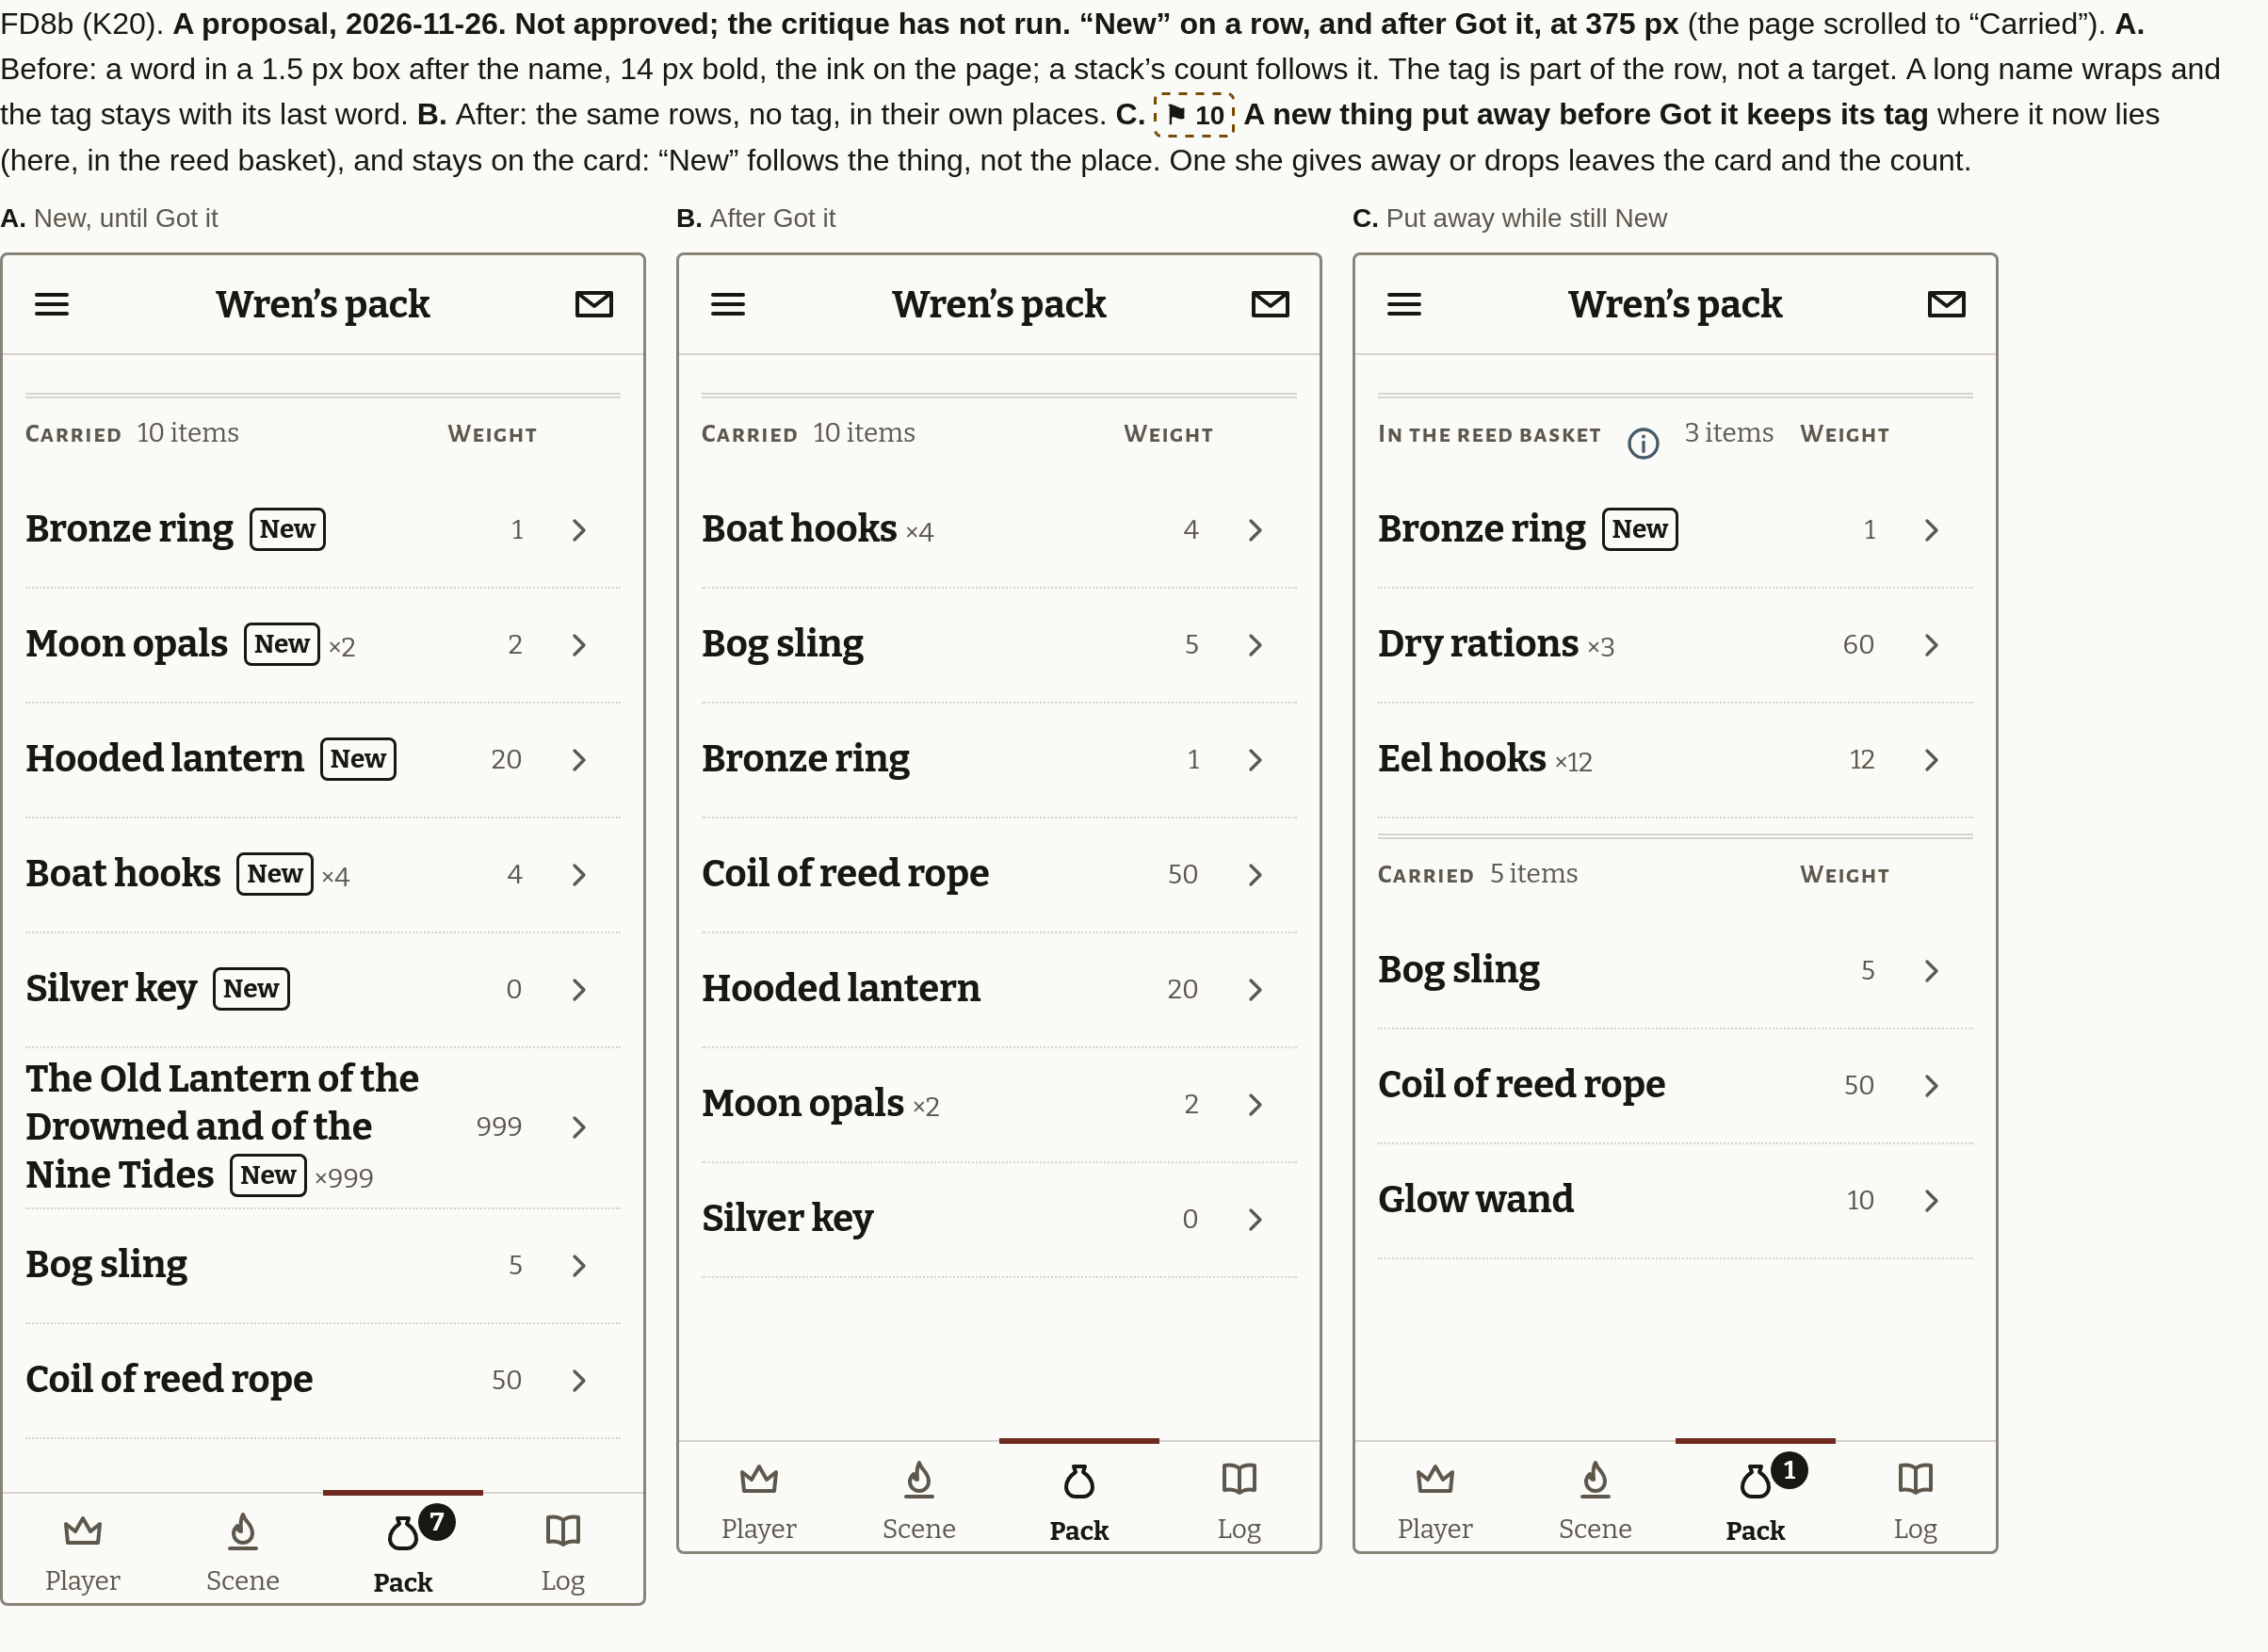 FD8b (K20). A proposal, 2026-11-26. Not approved; the critique has not run. “New” on a row, and after Got it, at 375 px (the page scrolled to “Carried”). A.
Before: a word in a 1.5 px box after the name, 14 px bold, the ink on the page; a stack’s count follows it. The tag is part of the row, not a target. A long name wraps and
the tag stays with its last word. B. After: the same rows, no tag, in their own places. C. ⚑ 10 A new thing put away before Got it keeps its tag where it now lies
(here, in the reed basket), and stays on the card: “New” follows the thing, not the place. One she gives away or drops leaves the card and the count.
A. New, until Got it
Wren’s pack
Carried 10 items Weight
Bronze ring New 1
Moon opals New ×2 2
Hooded lantern New 20
Boat hooks New ×4 4
Silver key New 0
The Old Lantern of the
Drowned and of the 999
Nine Tides New ×999
Bog sling 5
Coil of reed rope 50
7
Player Scene Pack Log
B. After Got it
Wren’s pack
Carried 10 items Weight
Boat hooks ×4 4
Bog sling 5
Bronze ring 1
Coil of reed rope 50
Hooded lantern 20
Moon opals ×2 2
Silver key 0
Player Scene Pack Log
C. Put away while still New
Wren’s pack
In the reed basket 3 items Weight
Bronze ring New 1
Dry rations ×3 60
Eel hooks ×12 12
Carried 5 items Weight
Bog sling 5
Coil of reed rope 50
Glow wand 10
1
Player Scene Pack Log